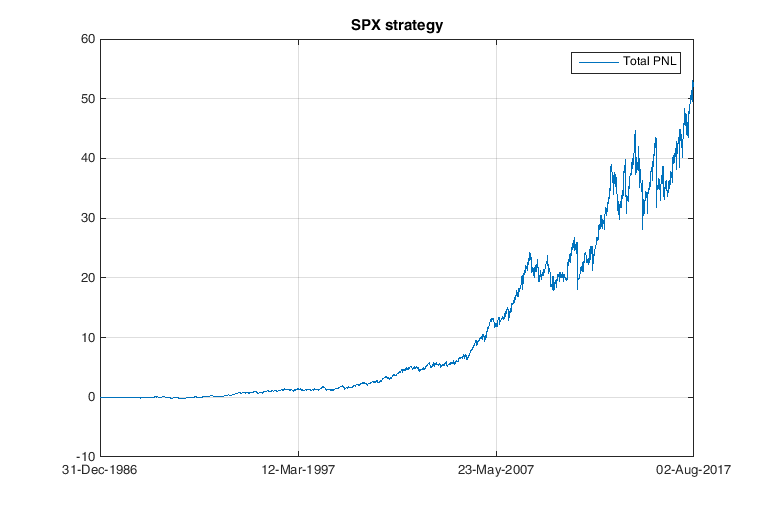 SPX strategy
Total PNL
60
50
40
30
20
10
0
-10
31-Dec-1986
12-Mar-1997
23-May-2007
02-Aug-2017